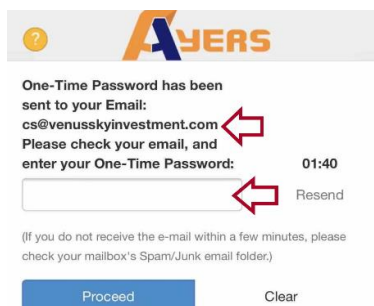 ?
AYERS
One-Time Password has been
sent to your Email:
cs@venusskyinvestment.com
Please check your email, and
enter your One-Time Password: 01:40
Resend
(If you do not receive the e-mail within a few minutes, please
check your mailbox's Spam/Junk email folder.)
Proceed Clear